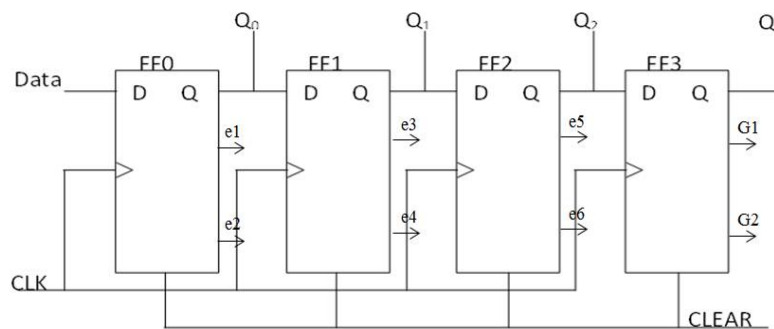 Q₀ Q₁ Q₂ Q
FF0 FF1 FF2 FF3
Data D Q D Q D Q D Q
e1 e3 e5 G1
e2 e4 e6 G2
CLK
CLEAR